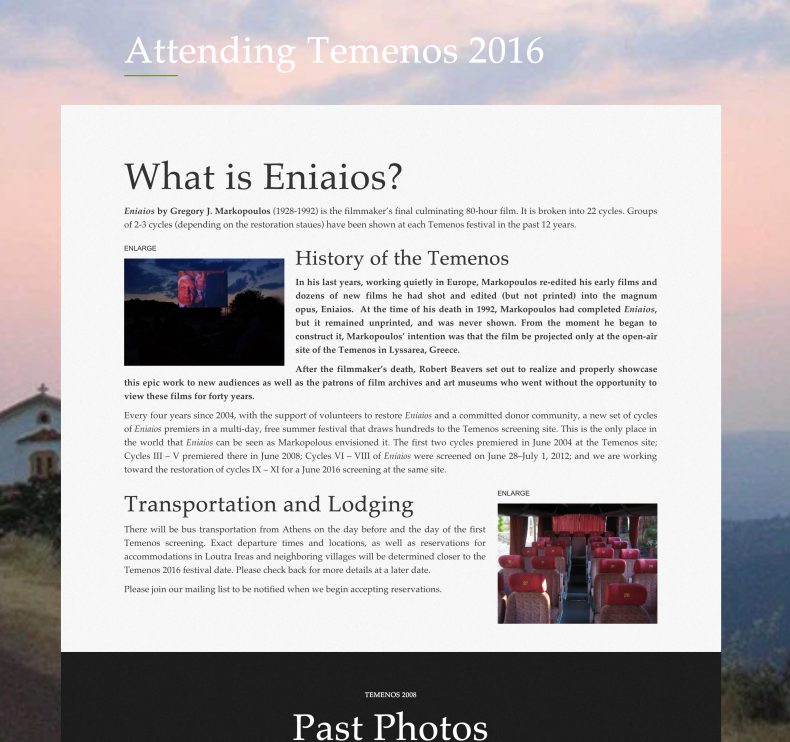 Attending Temenos 2016
What is Eniaios?
Eniaios by Gregory J. Markopoulos (1928-1992) is the filmmaker's final culminating 80-hour film. It is broken into 22 cycles. Groups
of 2-3 cycles (depending on the restoration staues) have been shown at each Temenos festival in the past 12 years.
ENLARGE
History of the Temenos
In his last years, working quietly in Europe, Markopoulos re-edited his early films and
dozens of new films he had shot and edited (but not printed) into the magnum
opus, Eniaios. At the time of his death in 1992, Markopoulos had completed Eniaios,
but it remained unprinted, and was never shown. From the moment he began to
construct it, Markopoulos' intention was that the film be projected only at the open-air
site of the Temenos in Lyssarea, Greece.
After the filmmaker's death, Robert Beavers set out to realize and properly showcase
this epic work to new audiences as well as the patrons of film archives and art museums who went without the opportunity to
view these films for forty years.
Every four years since 2004, with the support of volunteers to restore Eniaios and a committed donor community, a new set of cycles
of Eniaios premiers in a multi-day, free summer festival that draws hundreds to the Temenos screening site. This is the only place in
the world that Eniaios can be seen as Markopolous envisioned it. The first two cycles premiered in June 2004 at the Temenos site;
Cycles III – V premiered there in June 2008; Cycles VI – VIII of Eniaios were screened on June 28–July 1, 2012; and we are working
toward the restoration of cycles IX – XI for a June 2016 screening at the same site.
Transportation and Lodging
There will be bus transportation from Athens on the day before and the day of the first
Temenos screening. Exact departure times and locations, as well as reservations for
accommodations in Loutra Ireas and neighboring villages will be determined closer to the
Temenos 2016 festival date. Please check back for more details at a later date.
Please join our mailing list to be notified when we begin accepting reservations.
ENLARGE
TEMENOS 2008
Past Photos